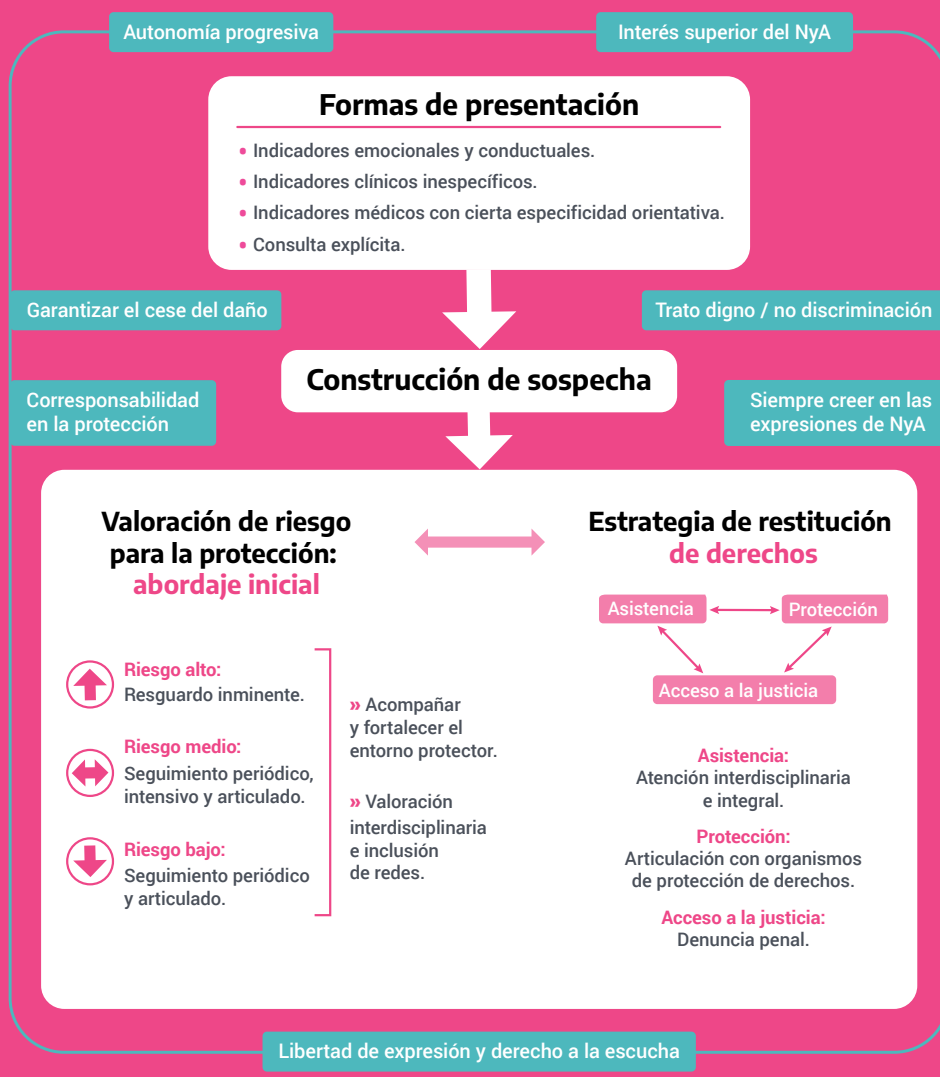 Autonomía progresiva
Interés superior del NyA
Formas de presentación
• Indicadores emocionales y conductuales.
• Indicadores clínicos inespecíficos.
• Indicadores médicos con cierta especificidad orientativa.
• Consulta explícita.
Garantizar el cese del daño
Trato digno / no discriminación
Construcción de sospecha
Corresponsabilidad
en la protección
Siempre creer en las
expresiones de NyA
Valoración de riesgo
para la protección:
abordaje inicial
Riesgo alto:
Resguardo inminente.
Riesgo medio:
Seguimiento periódico,
intensivo y articulado.
Riesgo bajo:
Seguimiento periódico
y articulado.
» Acompañar
y fortalecer el
entorno protector.
» Valoración
interdisciplinaria
e inclusión
de redes.
Estrategia de restitución
de derechos
Asistencia
Protección
Acceso a la justicia
Asistencia:
Atención interdisciplinaria
e integral.
Protección:
Articulación con organismos
de protección de derechos.
Acceso a la justicia:
Denuncia penal.
Libertad de expresión y derecho a la escucha